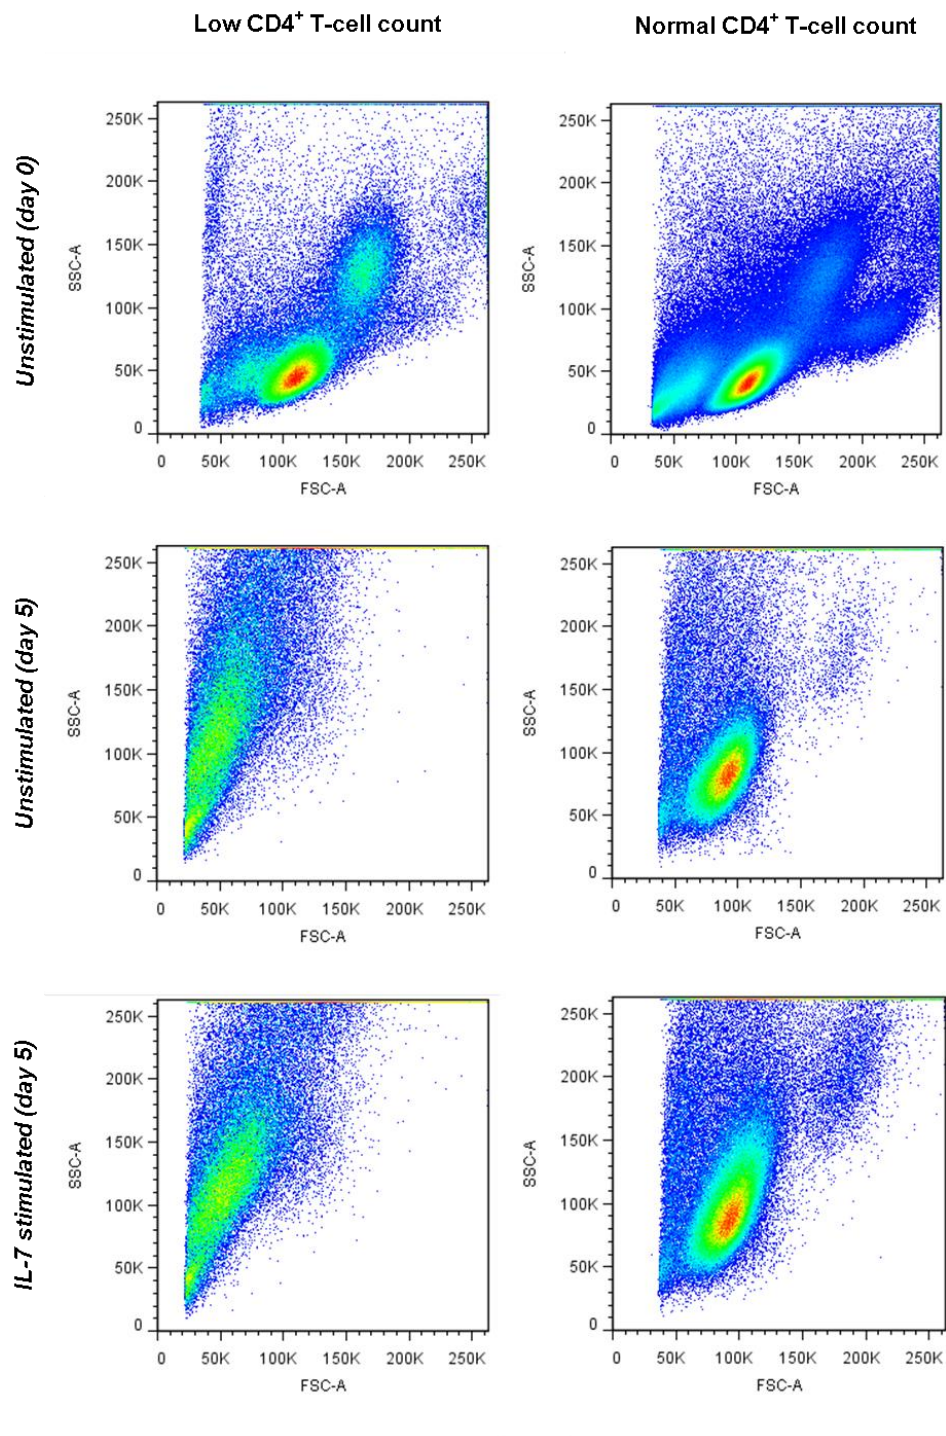 Low CD4+ T-cell count
Normal CD4+ T-cell count
Unstimulated (day 0)
SSC-A
250K
200K
150K
100K
50K
0
0 50K 100K 150K 200K 250K
FSC-A
SSC-A
250K
200K
150K
100K
50K
0
0 50K 100K 150K 200K 250K
FSC-A
Unstimulated (day 5)
SSC-A
250K
200K
150K
100K
50K
0
0 50K 100K 150K 200K 250K
FSC-A
SSC-A
250K
200K
150K
100K
50K
0
0 50K 100K 150K 200K 250K
FSC-A
IL-7 stimulated (day 5)
SSC-A
250K
200K
150K
100K
50K
0
0 50K 100K 150K 200K 250K
FSC-A
SSC-A
250K
200K
150K
100K
50K
0
0 50K 100K 150K 200K 250K
FSC-A